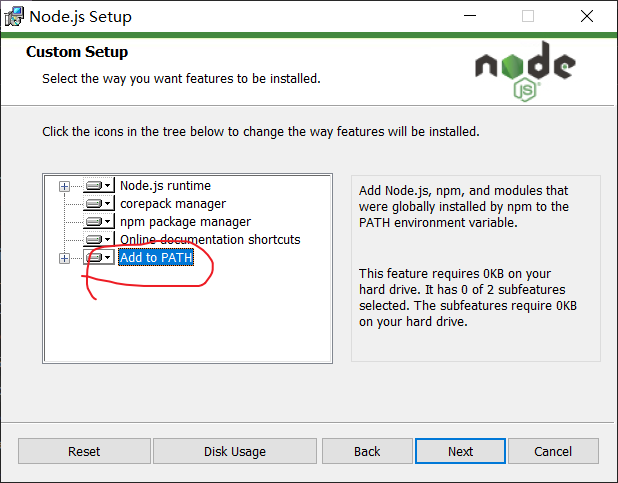 Node.js Setup
Custom Setup
Select the way you want features to be installed.
node
JS
Click the icons in the tree below to change the way features will be installed.
Node.js runtime
corepack manager
npm package manager
Online documentation shortcuts
Add to PATH
Add Node.js, npm, and modules that
were globally installed by npm to the
PATH environment variable.
This feature requires 0KB on your
hard drive. It has 0 of 2 subfeatures
selected. The subfeatures require 0KB
on your hard drive.
Reset
Disk Usage
Back
Next
Cancel